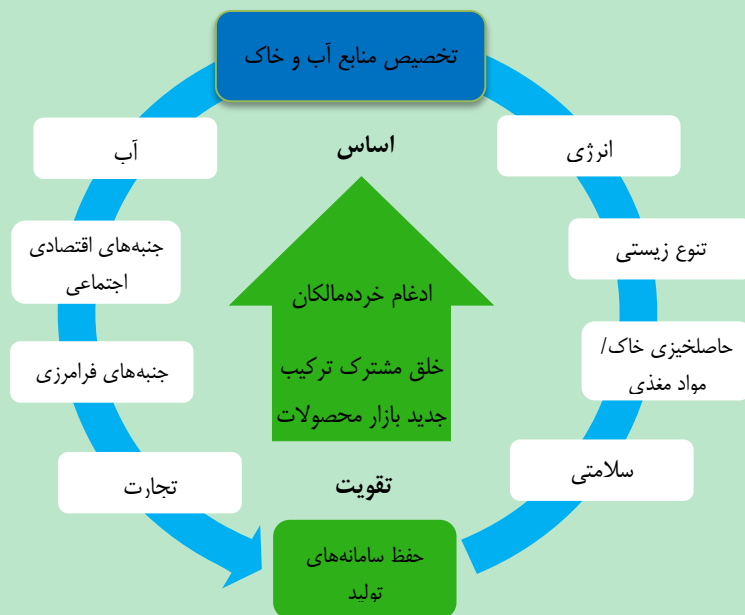 تخصیص منابع آب و خاک
اساس
انرژی
آب
تنوع زیستی
جنبه‌های اقتصادی
اجتماعی
ادغام خرده‌مالکان
حاصلخیزی خاک/
مواد مغذی
جنبه‌های فرامرزی
خلق مشترک ترکیب
جدید بازار محصولات
سلامتی
تجارت
تقویت
حفظ سامانه‌های
تولید